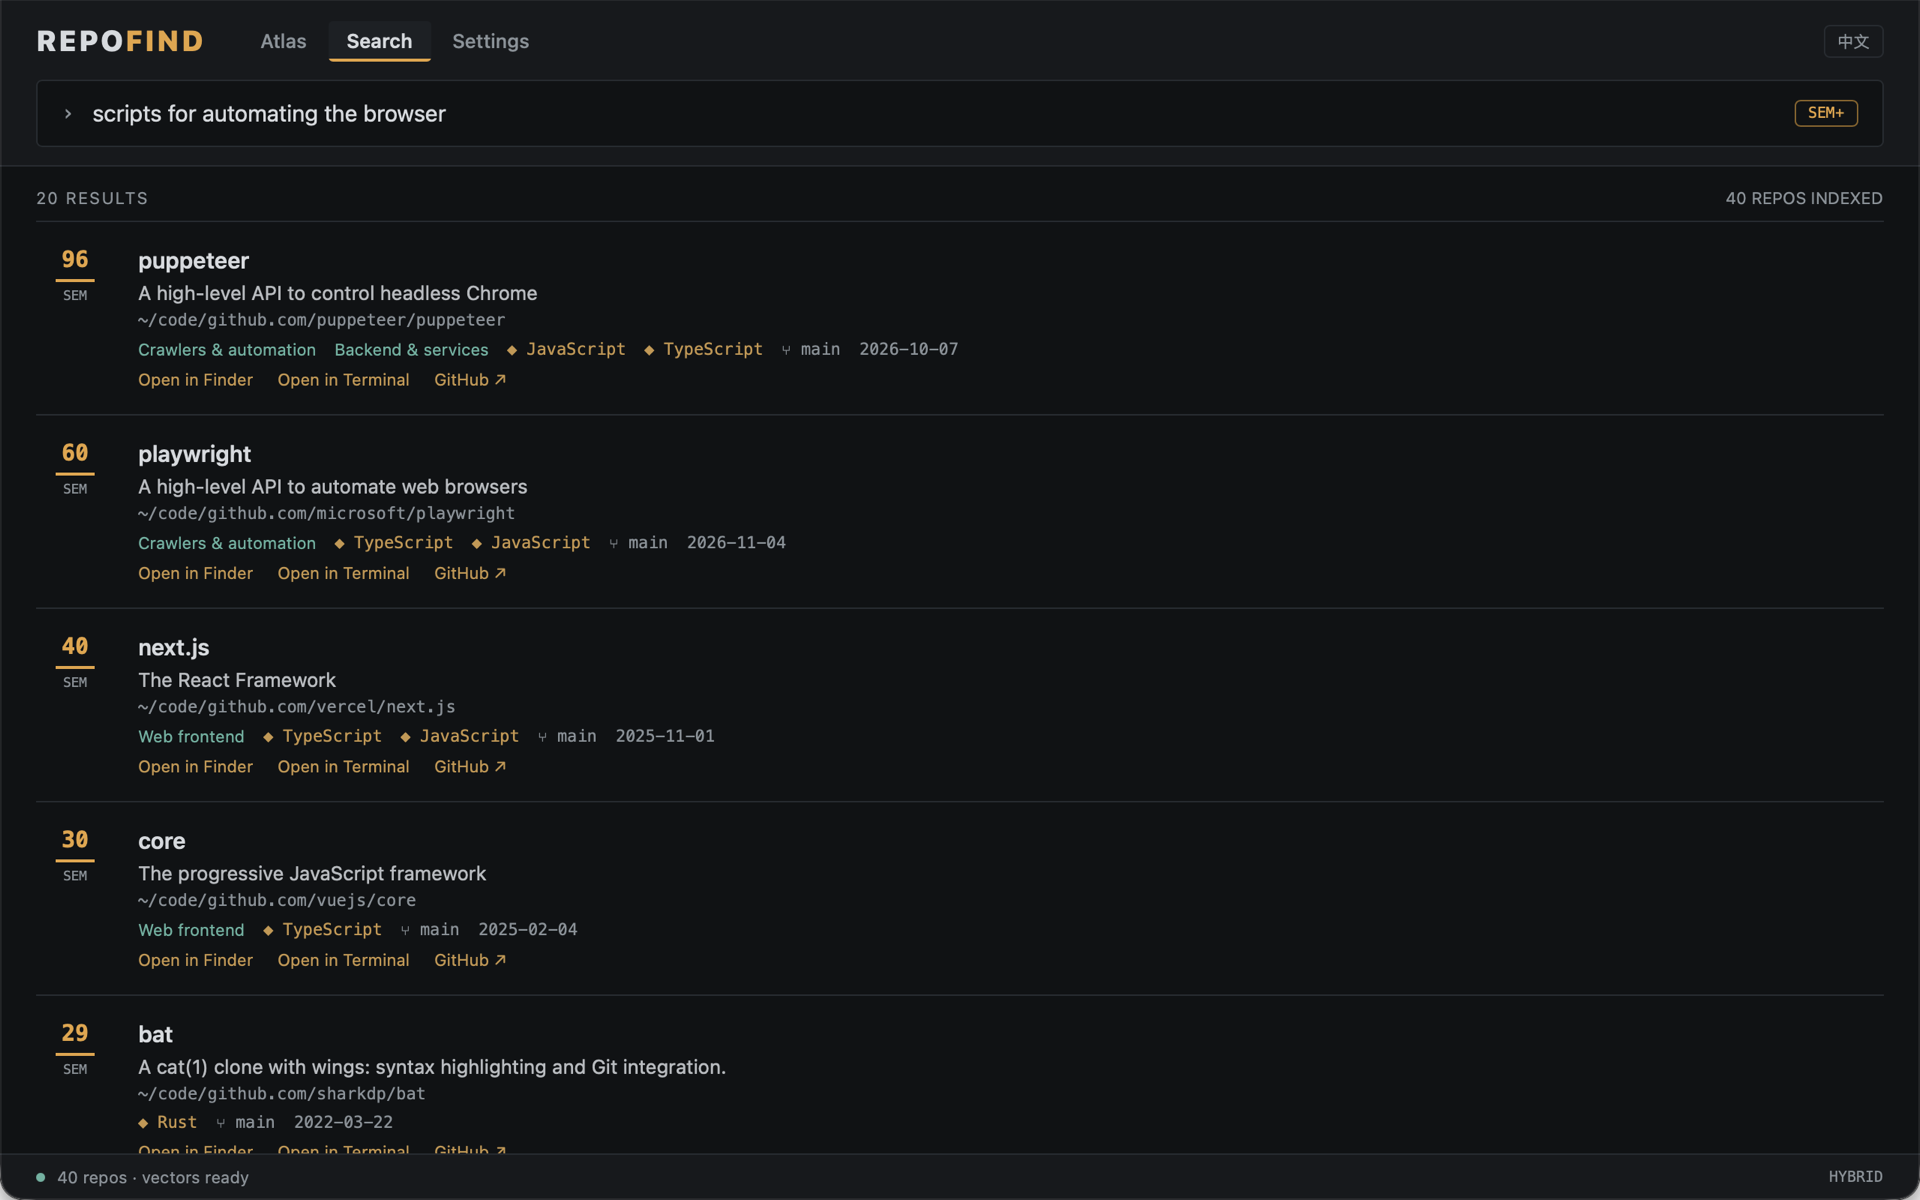 REPOFIND Atlas Search Settings 中文
› scripts for automating the browser SEM+
20 RESULTS 40 REPOS INDEXED
96 puppeteer
SEM A high-level API to control headless Chrome
~/code/github.com/puppeteer/puppeteer
Crawlers & automation Backend & services ◆ JavaScript ◆ TypeScript ⑂ main 2026-10-07
Open in Finder Open in Terminal GitHub ↗
60 playwright
SEM A high-level API to automate web browsers
~/code/github.com/microsoft/playwright
Crawlers & automation ◆ TypeScript ◆ JavaScript ⑂ main 2026-11-04
Open in Finder Open in Terminal GitHub ↗
40 next.js
SEM The React Framework
~/code/github.com/vercel/next.js
Web frontend ◆ TypeScript ◆ JavaScript ⑂ main 2025-11-01
Open in Finder Open in Terminal GitHub ↗
30 core
SEM The progressive JavaScript framework
~/code/github.com/vuejs/core
Web frontend ◆ TypeScript ⑂ main 2025-02-04
Open in Finder Open in Terminal GitHub ↗
29 bat
SEM A cat(1) clone with wings: syntax highlighting and Git integration.
~/code/github.com/sharkdp/bat
◆ Rust ⑂ main 2022-03-22
Open in Finder Open in Terminal GitHub ↗
40 repos · vectors ready HYBRID